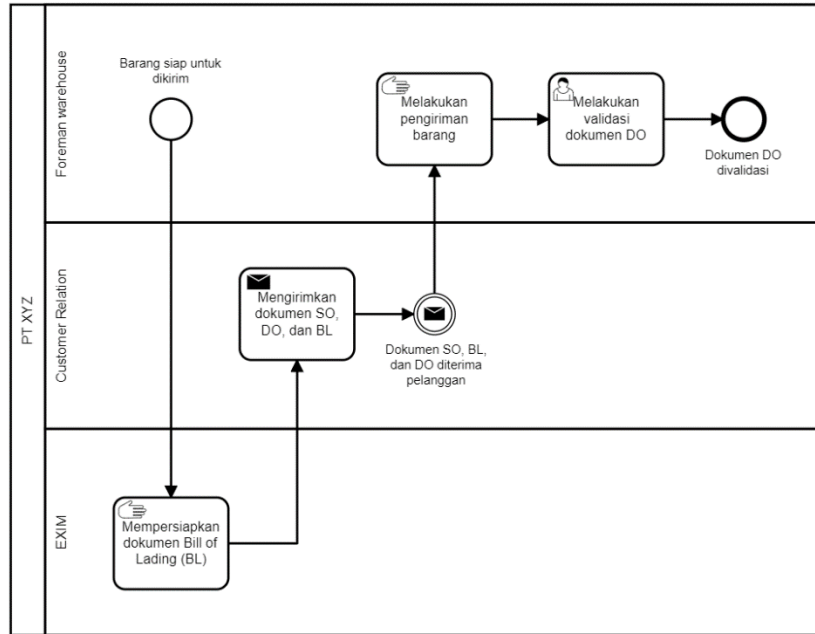 PT XYZ
Foreman warehouse
Barang siap untuk
dikirim
Melakukan
pengiriman
barang
Melakukan
validasi
dokumen DO
Dokumen DO
divalidasi
Customer Relation
Mengirimkan
dokumen SO,
DO, dan BL
Dokumen SO, BL,
dan DO diterima
pelanggan
EXIM
Mempersiapkan
dokumen Bill of
Lading (BL)